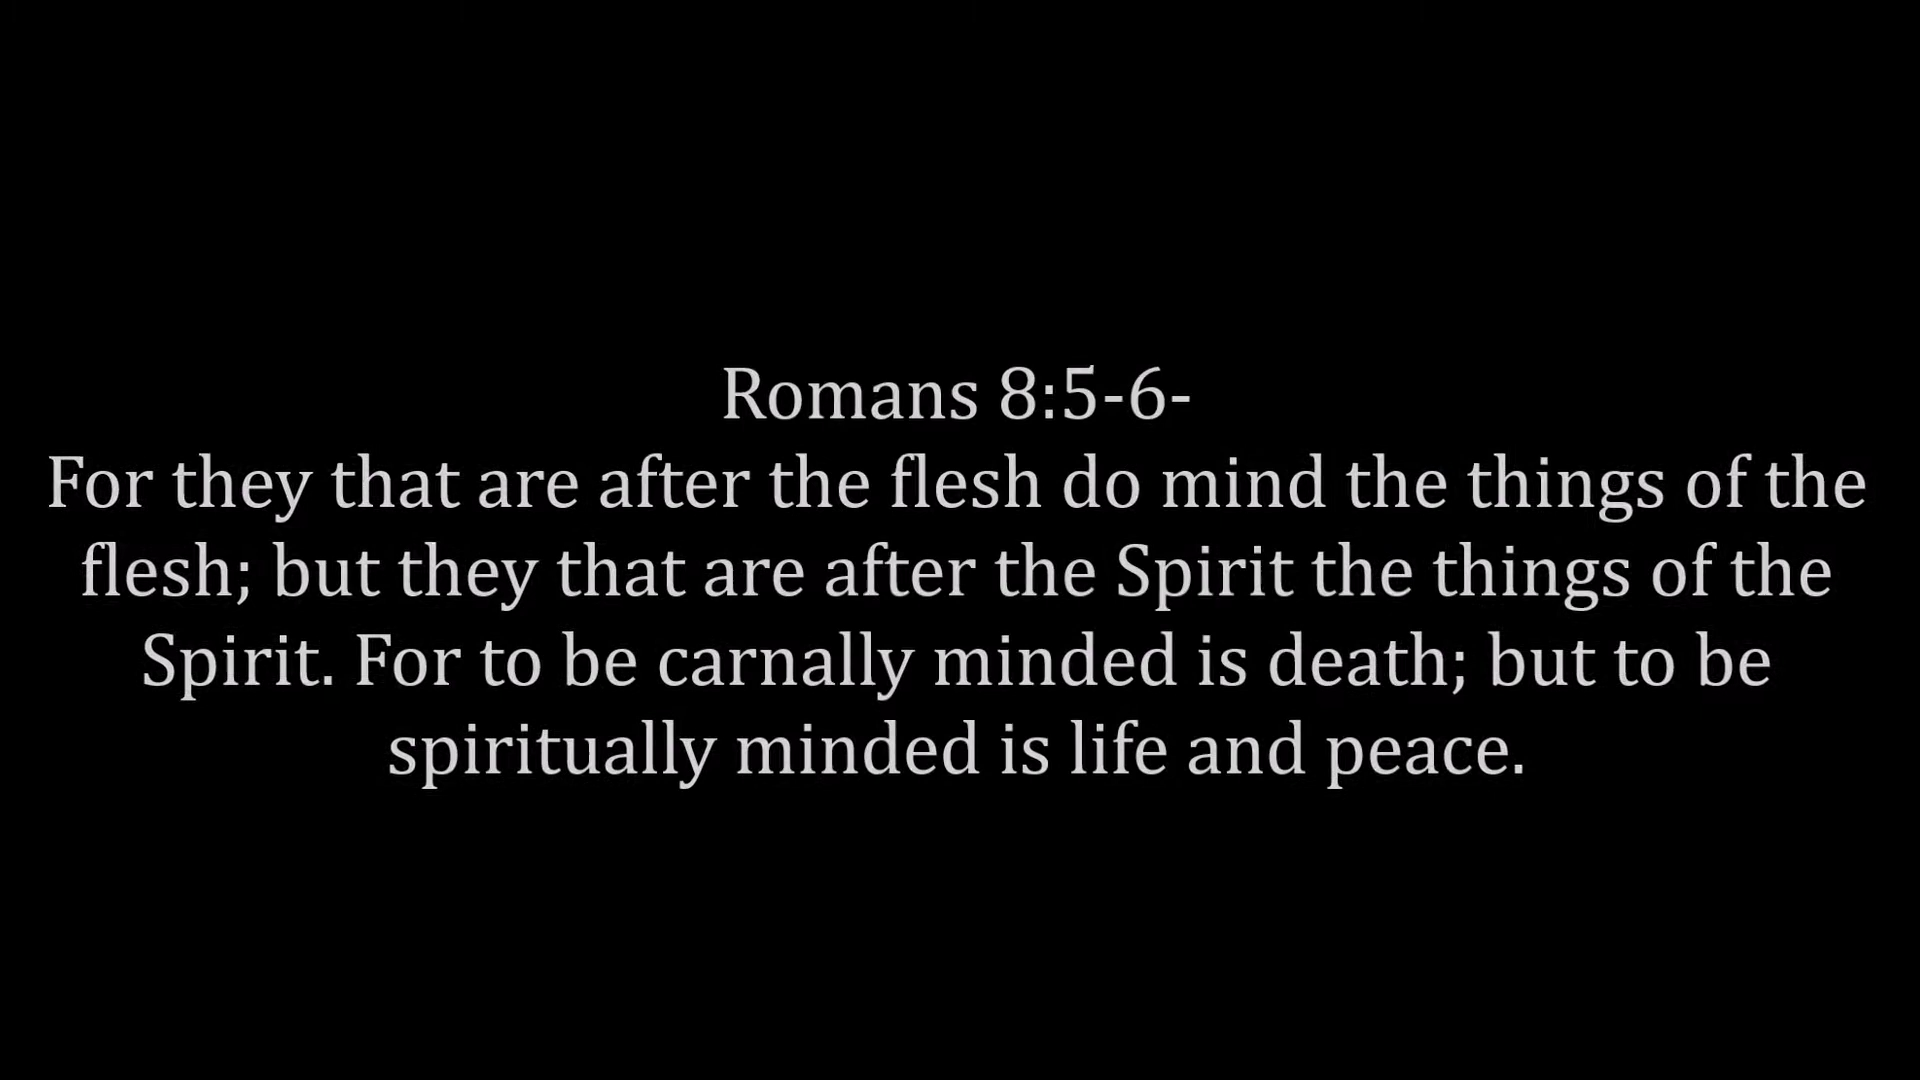 Romans 8:5-6-
For they that are after the flesh do mind the things of the
flesh; but they that are after the Spirit the things of the
Spirit. For to be carnally minded is death; but to be
spiritually minded is life and peace.